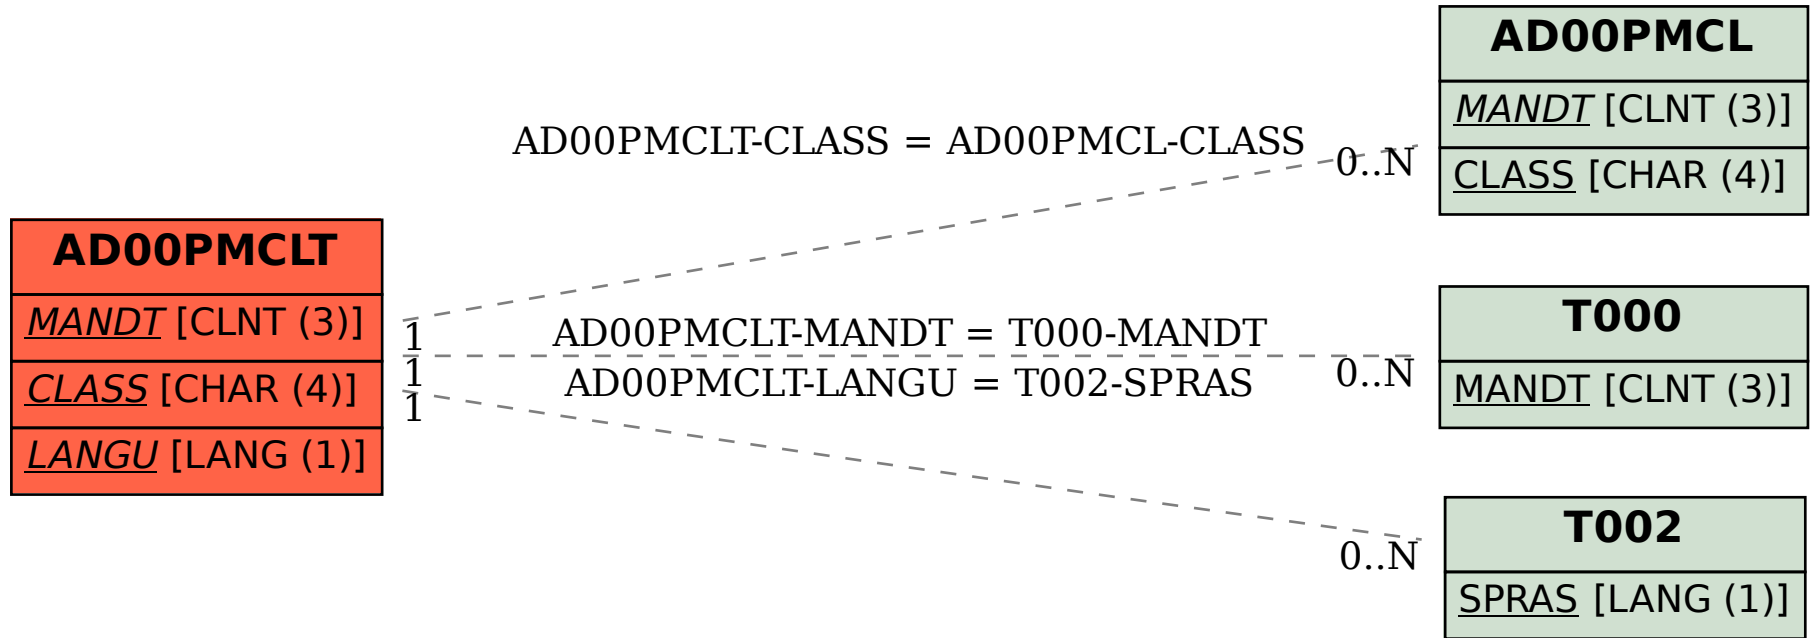 AD00PMCLT
MANDT [CLNT (3)]
CLASS [CHAR (4)]
LANGU [LANG (1)]
AD00PMCLT-CLASS = AD00PMCL-CLASS
1
0..N
AD00PMCLT-MANDT = T000-MANDT
1
0..N
AD00PMCLT-LANGU = T002-SPRAS
1
0..N
AD00PMCL
MANDT [CLNT (3)]
CLASS [CHAR (4)]
T000
MANDT [CLNT (3)]
T002
SPRAS [LANG (1)]